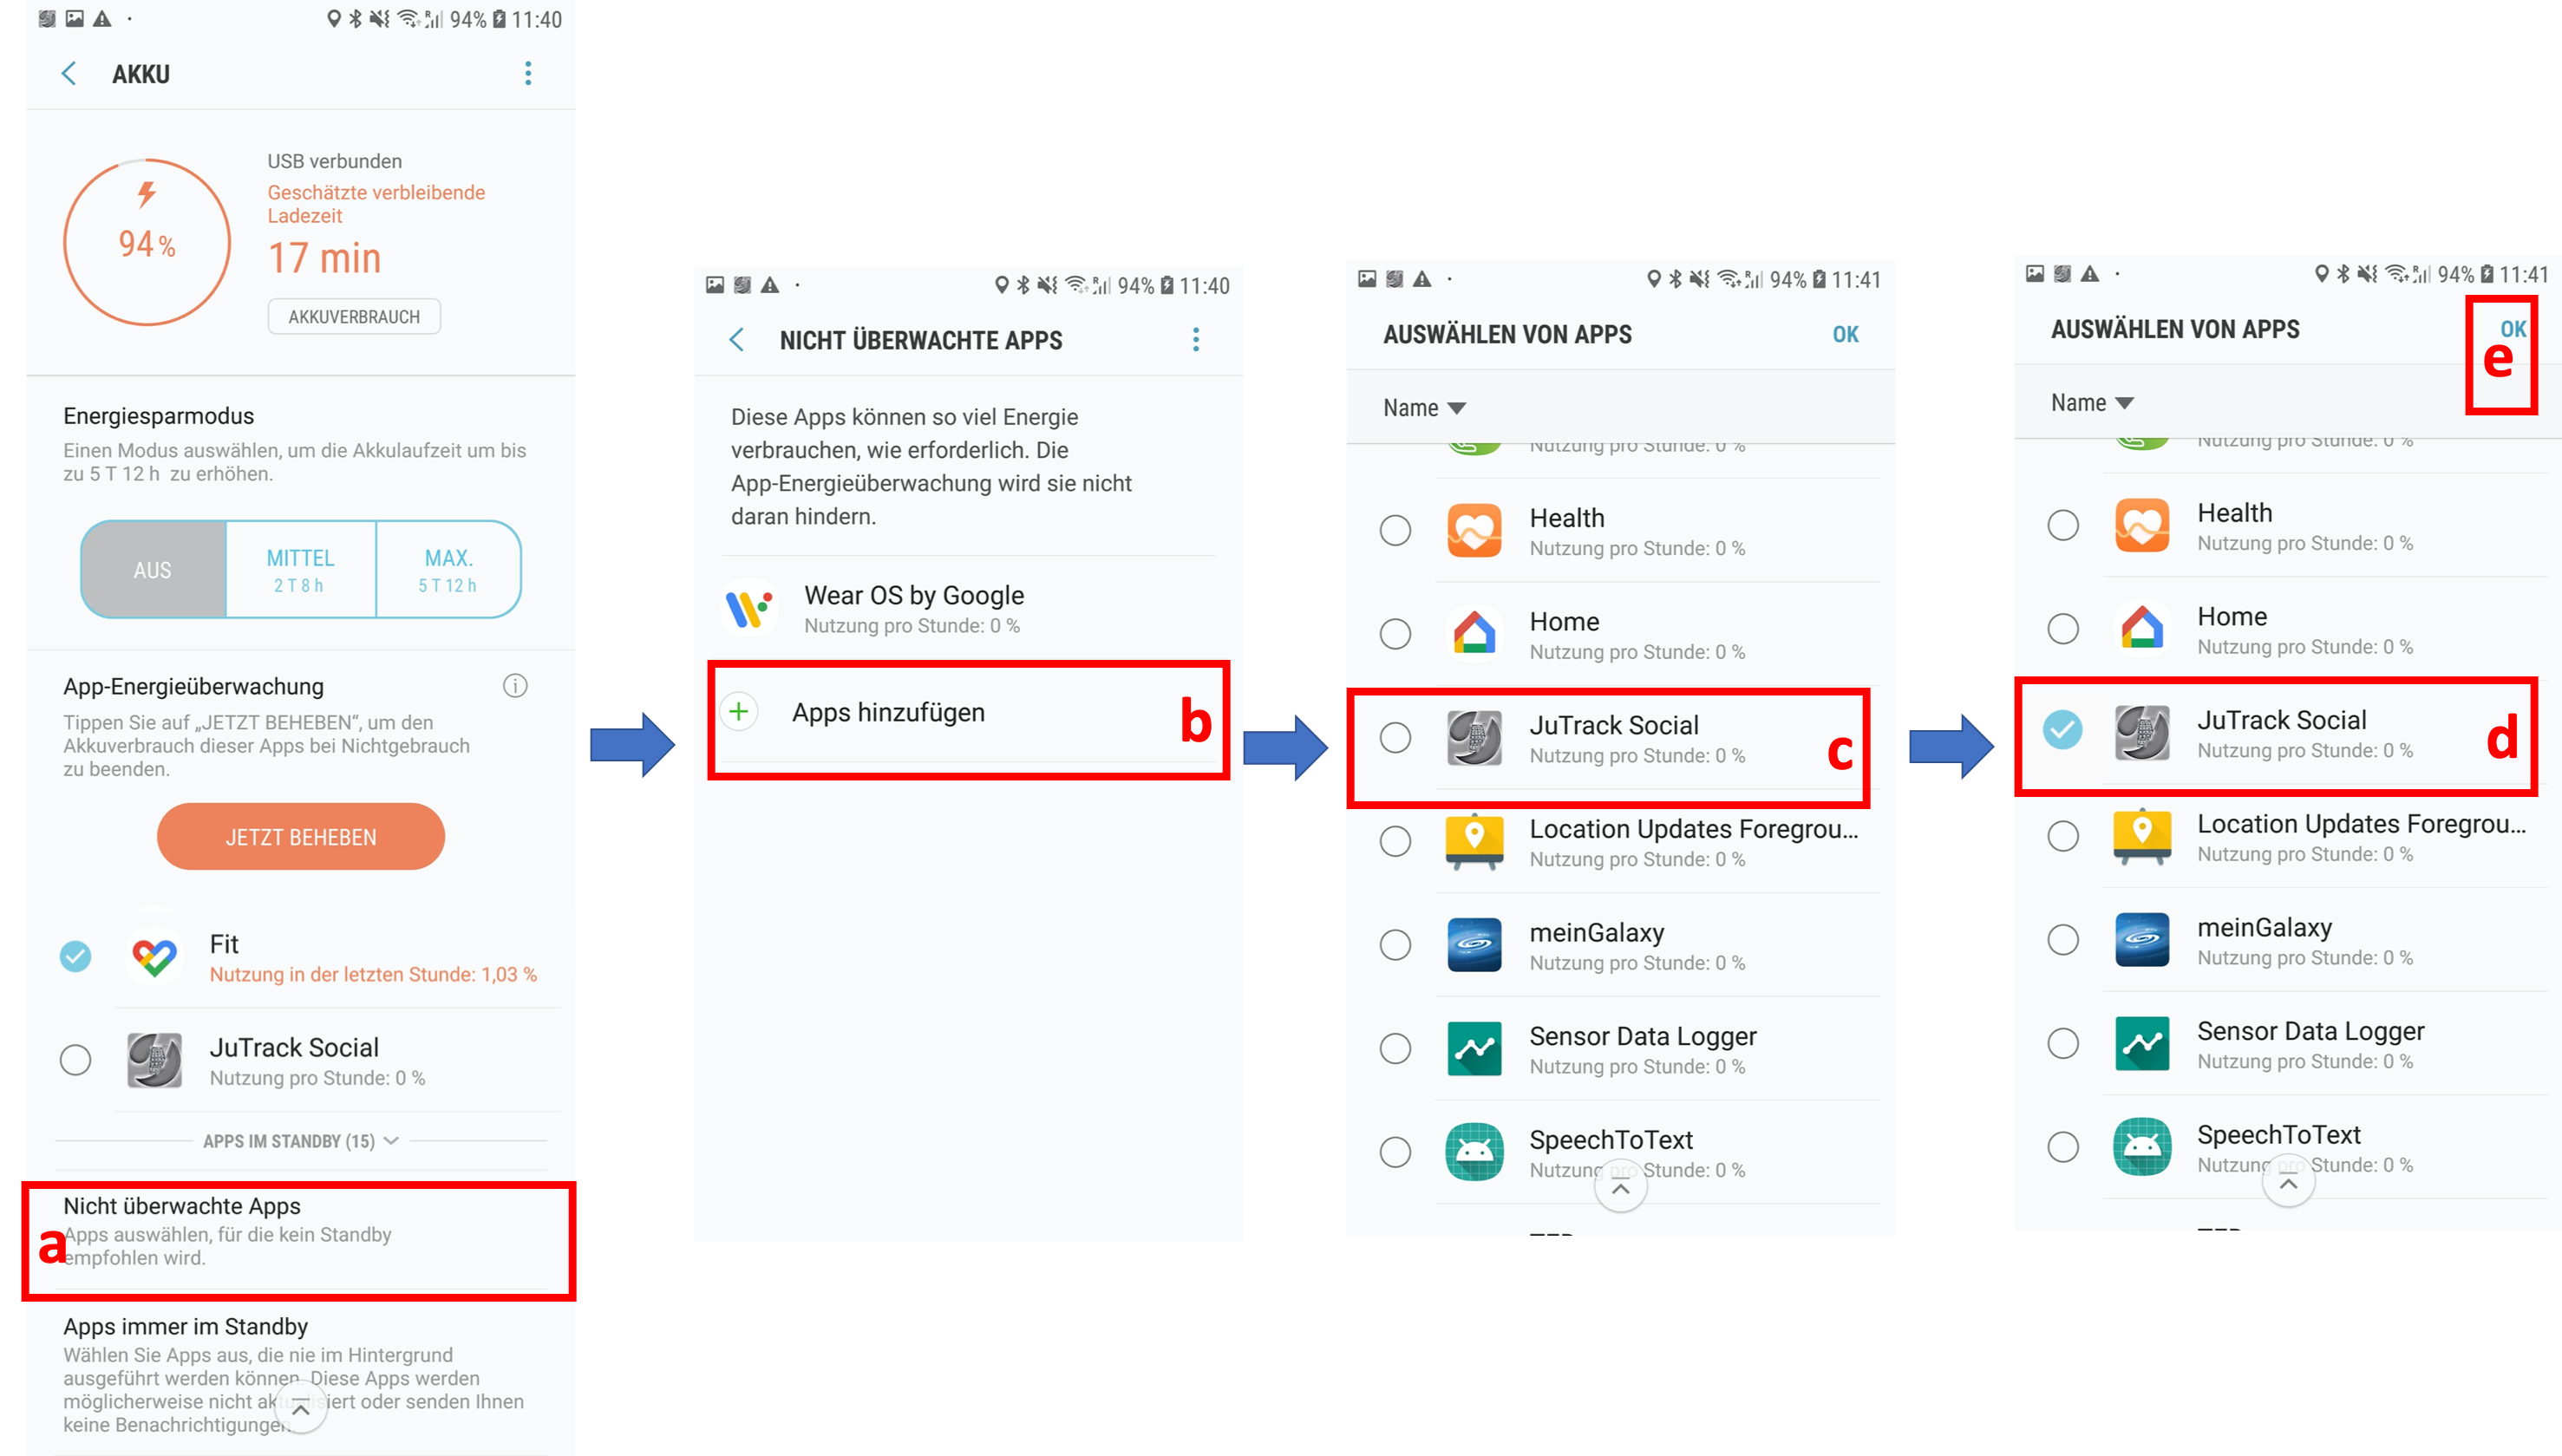 94% 11:40
AKKU
USB verbunden
Geschätzte verbleibende
Ladezeit
94 %
17 min
AKKUVERBRAUCH
Energiesparmodus
Einen Modus auswählen, um die Akkulaufzeit um bis
zu 5 T 12 h zu erhöhen.
AUS
MITTEL
2 T 8 h
MAX.
5 T 12 h
App-Energieüberwachung
Tippen Sie auf „JETZT BEHEBEN“, um den
Akkuverbrauch dieser Apps bei Nichtgebrauch
zu beenden.
JETZT BEHEBEN
Fit
Nutzung in der letzten Stunde: 1,03 %
JuTrack Social
Nutzung pro Stunde: 0 %
APPS IM STANDBY (15)
Nicht überwachte Apps
Apps auswählen, für die kein Standby
empfohlen wird.
a
Apps immer im Standby
Wählen Sie Apps aus, die nie im Hintergrund
ausgeführt werden können. Diese Apps werden
möglicherweise nicht aktualisiert oder senden Ihnen
keine Benachrichtigungen.
94% 11:40
NICHT ÜBERWACHTE APPS
Diese Apps können so viel Energie
verbrauchen, wie erforderlich. Die
App-Energieüberwachung wird sie nicht
daran hindern.
Wear OS by Google
Nutzung pro Stunde: 0 %
Apps hinzufügen
b
94% 11:41
AUSWÄHLEN VON APPS OK
Name
Nutzung pro Stunde: 0 %
Health
Nutzung pro Stunde: 0 %
Home
Nutzung pro Stunde: 0 %
JuTrack Social
Nutzung pro Stunde: 0 %
c
Location Updates Foregrou...
Nutzung pro Stunde: 0 %
meinGalaxy
Nutzung pro Stunde: 0 %
Sensor Data Logger
Nutzung pro Stunde: 0 %
SpeechToText
Nutzung pro Stunde: 0 %
94% 11:41
AUSWÄHLEN VON APPS OK
e
Name
Nutzung pro Stunde: 0 %
Health
Nutzung pro Stunde: 0 %
Home
Nutzung pro Stunde: 0 %
JuTrack Social
Nutzung pro Stunde: 0 %
d
Location Updates Foregrou...
Nutzung pro Stunde: 0 %
meinGalaxy
Nutzung pro Stunde: 0 %
Sensor Data Logger
Nutzung pro Stunde: 0 %
SpeechToText
Nutzung pro Stunde: 0 %